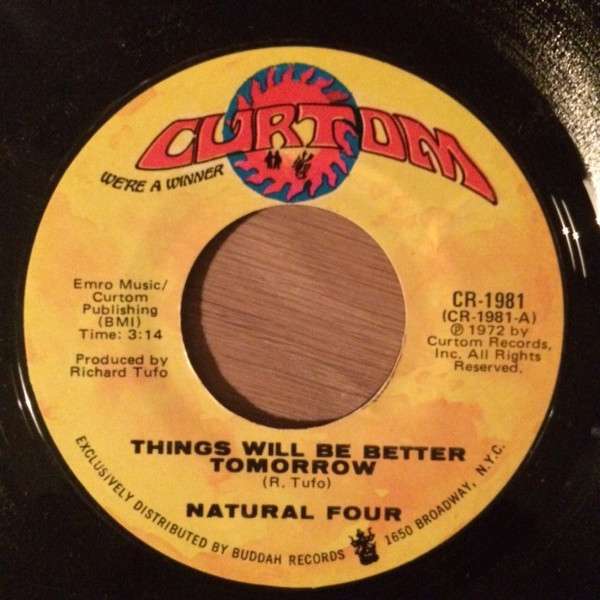 CURTOM
WE'RE A WINNER
Emro Music/
Curtom
Publishing
(BMI)
Time: 3:14
Produced by
Richard Tufo
CR-1981
(CR-1981-A)
Ⓟ 1972 by
Curtom Records,
Inc. All Rights
Reserved.
THINGS WILL BE BETTER
TOMORROW
(R. Tufo)
NATURAL FOUR
EXCLUSIVELY DISTRIBUTED BY BUDDAH RECORDS 1650 BROADWAY, N.Y.C.